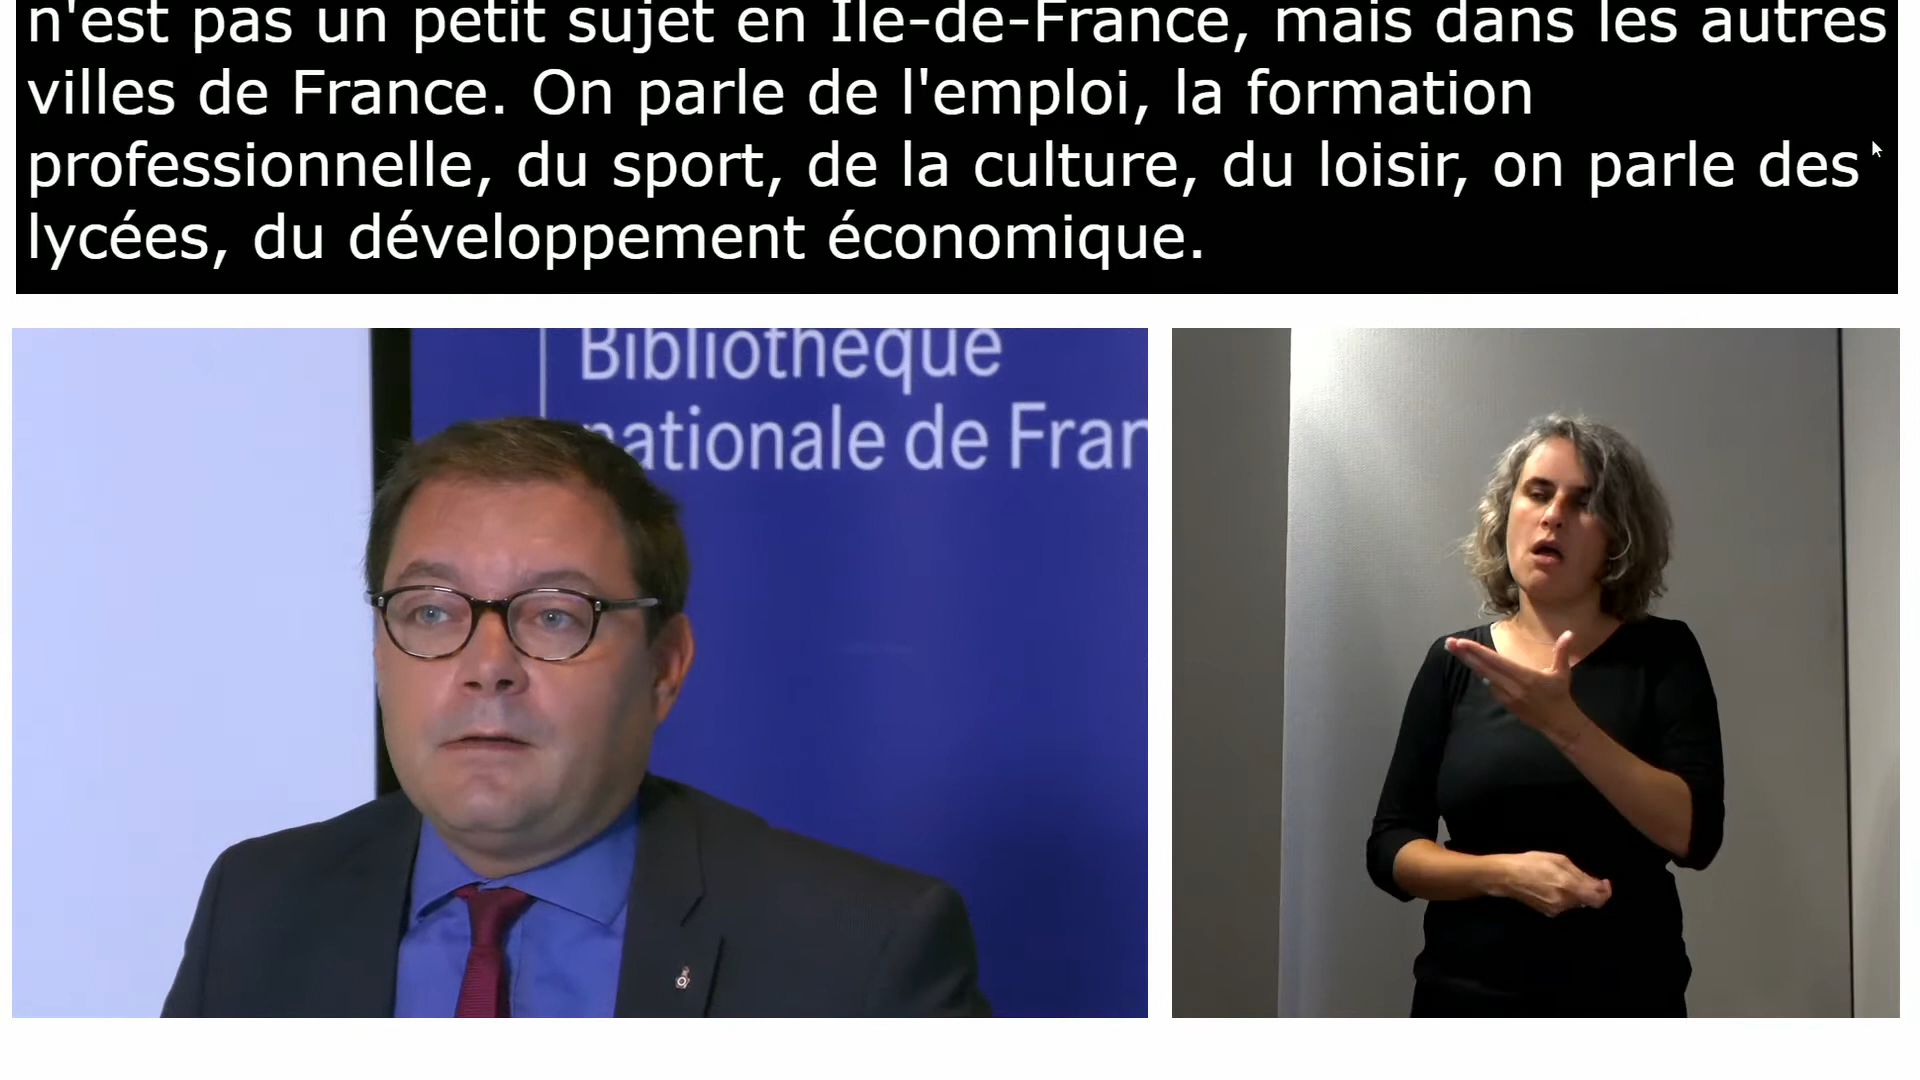 n'est pas un petit sujet en Île-de-France, mais dans les autres
villes de France. On parle de l'emploi, la formation
professionnelle, du sport, de la culture, du loisir, on parle des
lycées, du développement économique.
Bibliothèque
nationale de Fran